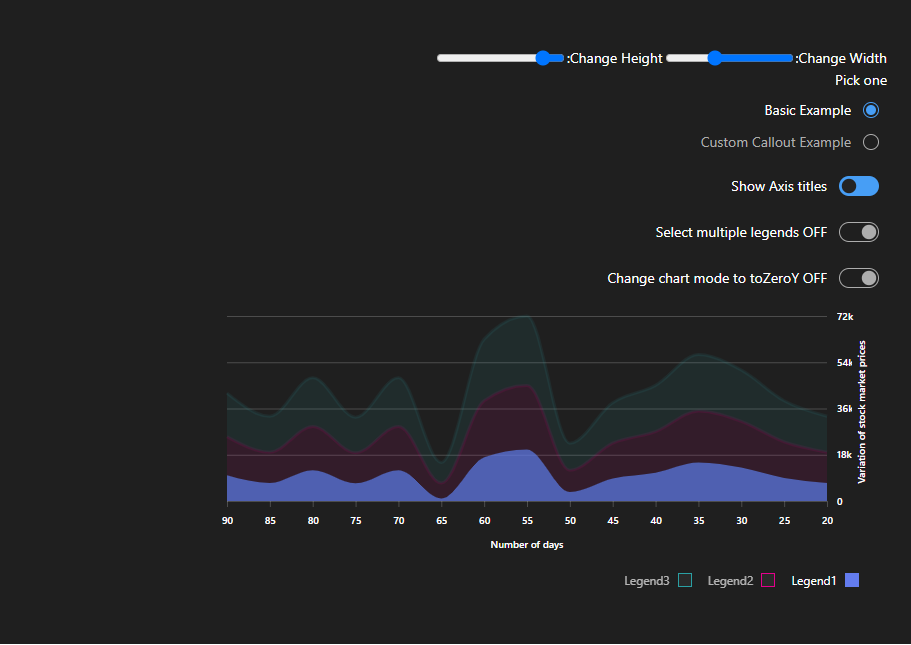 :Change Height :Change Width
Pick one
Basic Example
Custom Callout Example
Show Axis titles
Select multiple legends OFF
Change chart mode to toZeroY OFF
72k
54k
36k
18k
0
Variation of stock market prices
90 85 80 75 70 65 60 55 50 45 40 35 30 25 20
Number of days
Legend3 Legend2 Legend1